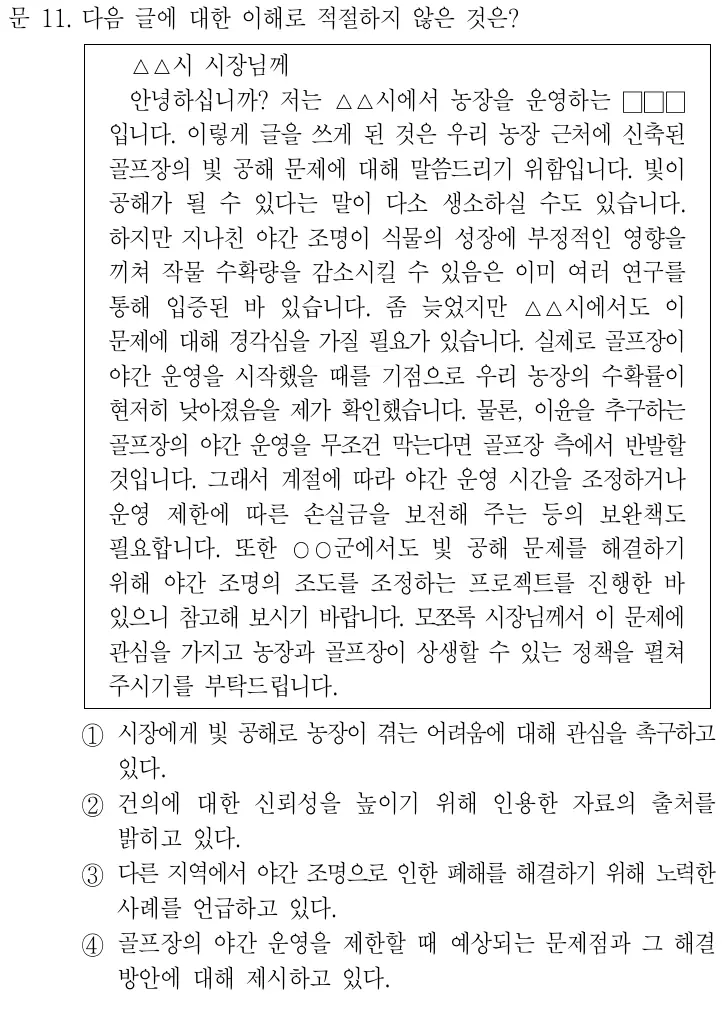 문 11. 다음 글에 대한 이해로 적절하지 않은 것은?
△△시 시장님께
안녕하십니까? 저는 △△시에서 농장을 운영하는 □□□
입니다. 이렇게 글을 쓰게 된 것은 우리 농장 근처에 신축된
골프장의 빛 공해 문제에 대해 말씀드리기 위함입니다. 빛이
공해가 될 수 있다는 말이 다소 생소하실 수도 있습니다.
하지만 지나친 야간 조명이 식물의 성장에 부정적인 영향을
끼쳐 작물 수확량을 감소시킬 수 있음은 이미 여러 연구를
통해 입증된 바 있습니다. 좀 늦었지만 △△시에서도 이
문제에 대해 경각심을 가질 필요가 있습니다. 실제로 골프장이
야간 운영을 시작했을 때를 기점으로 우리 농장의 수확률이
현저히 낮아졌음을 제가 확인했습니다. 물론, 이윤을 추구하는
골프장의 야간 운영을 무조건 막는다면 골프장 측에서 반발할
것입니다. 그래서 계절에 따라 야간 운영 시간을 조정하거나
운영 제한에 따른 손실금을 보전해 주는 등의 보완책도
필요합니다. 또한 ○○군에서도 빛 공해 문제를 해결하기
위해 야간 조명의 조도를 조정하는 프로젝트를 진행한 바
있으니 참고해 보시기 바랍니다. 모쪼록 시장님께서 이 문제에
관심을 가지고 농장과 골프장이 상생할 수 있는 정책을 펼쳐
주시기를 부탁드립니다.
① 시장에게 빛 공해로 농장이 겪는 어려움에 대해 관심을 촉구하고
있다.
② 건의에 대한 신뢰성을 높이기 위해 인용한 자료의 출처를
밝히고 있다.
③ 다른 지역에서 야간 조명으로 인한 폐해를 해결하기 위해 노력한
사례를 언급하고 있다.
④ 골프장의 야간 운영을 제한할 때 예상되는 문제점과 그 해결
방안에 대해 제시하고 있다.